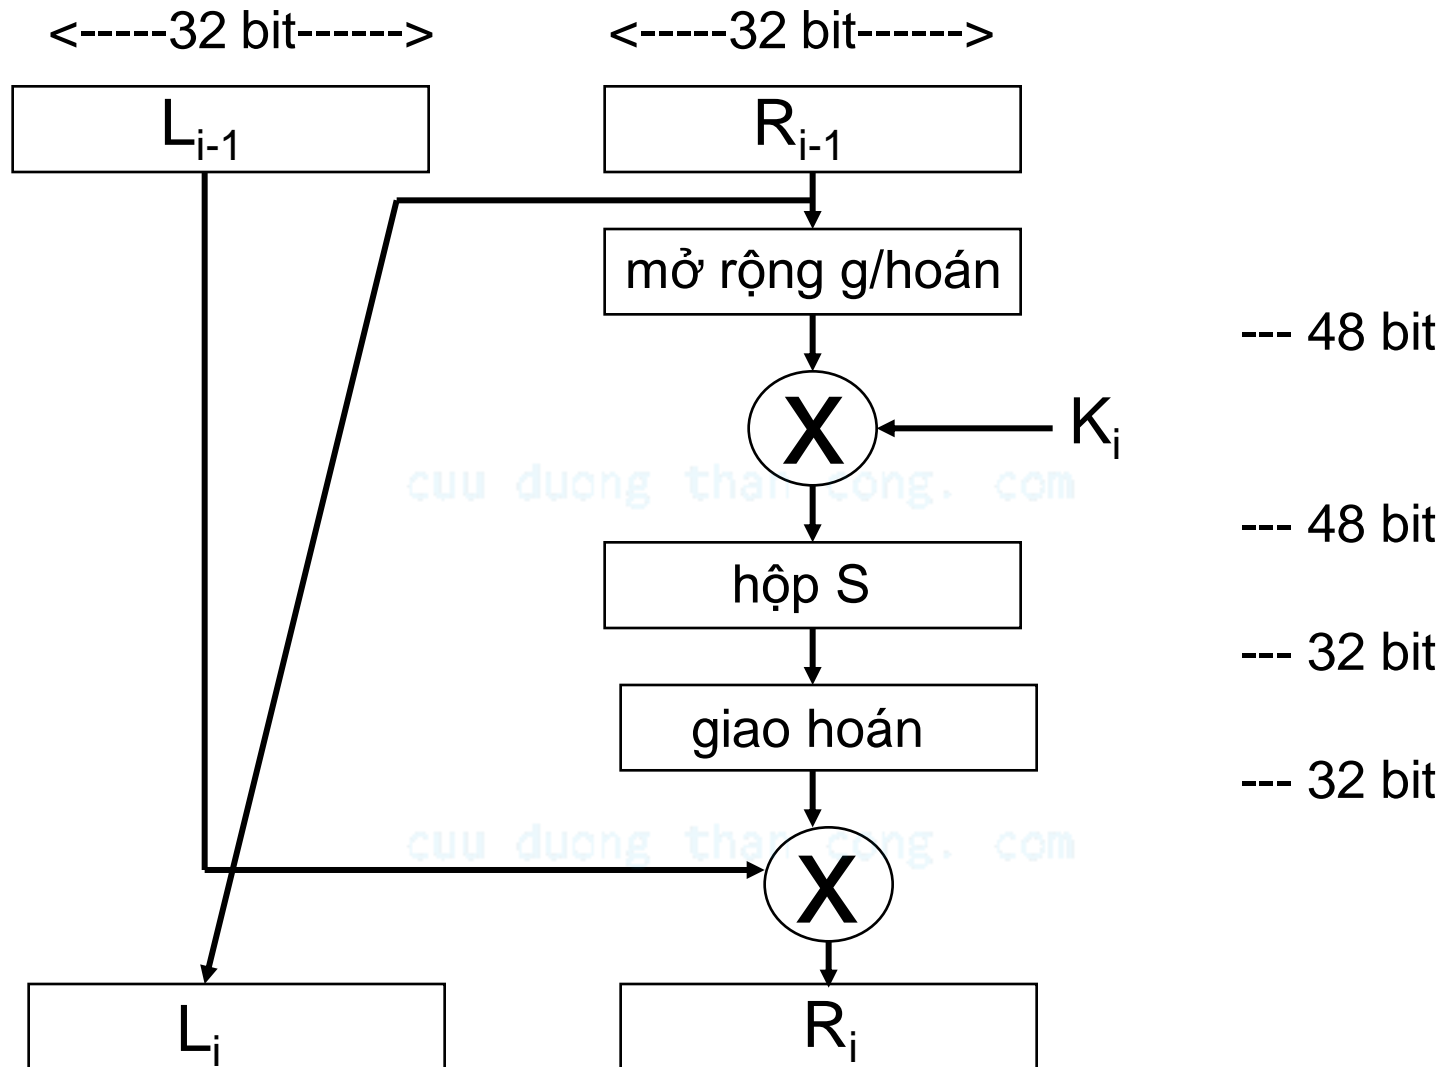 <-----32 bit------> <-----32 bit------>
Li-1 Ri-1
mở rộng g/hoán
--- 48 bit
X Ki
cuu duong than cong. com
--- 48 bit
hộp S
--- 32 bit
giao hoán
--- 32 bit
cuu duong than cong. com
X
Li Ri